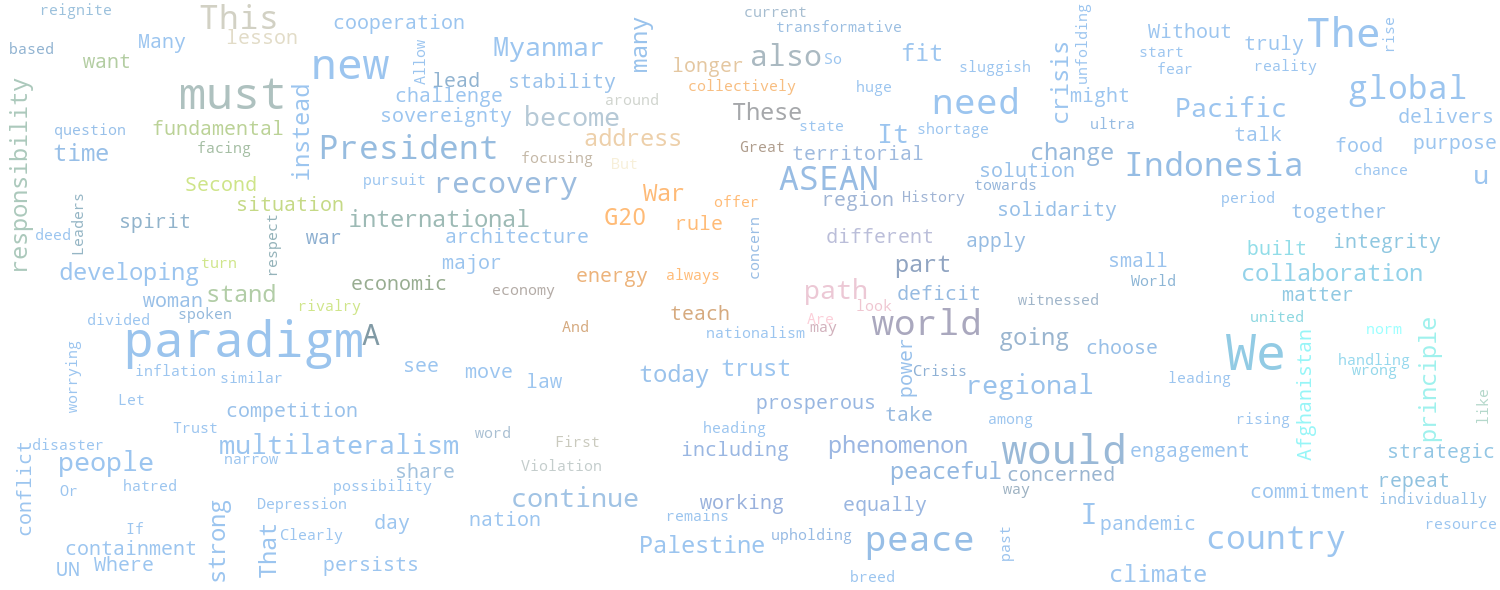 reignite
This
cooperation
current
transformative
The
rise
based
Many
lesson
new
Allow
Myanmar
many
also
So
fit
crisis
unfolding
Without
start
truly
want
must
instead
lead
stability
longer
sluggish
fear
reality
responsibility
challenge
around
collectively
These
huge
need
might
Pacific
global
question
fundamental
sovereignty
become
address
state
It
shortage
ultra
talk
delivers
time
facing
President
focusing
But
Great
territorial
change
food
purpose
Second
pursuit
recovery
War
ASEAN
region
History
solution
towards
Indonesia
chance
u
Leaders
situation
international
G20
offer
rule
solidarity
period
together
deed
spirit
respect
war
architecture
concern
different
apply
built
integrity
developing
turn
economic
major
energy
always
part
small
World
collaboration
woman
stand
rivalry
economy
path
look
deficit
witnessed
matter
divided
spoken
paradigm
A
And
teach
nationalism
Are
may
world
going
choose
We
united
norm
worrying
inflation
similar
see
move
law
today
trust
power
Crisis
regional
leading
Afghanistan
handling
wrong
principle
Let
competition
prosperous
take
among
rising
like
disaster
Trust
multilateralism
word
First
heading
including
phenomenon
would
engagement
strategic
conflict
people
narrow
share
Violation
peaceful
concerned
way
repeat
Or
hatred
possibility
continue
working
equally
commitment
individually
strong
If
That
Depression
Clearly
day
nation
remains
upholding
peace
past
I
pandemic
country
resource
containment
UN
Where
persists
Palestine
breed
climate